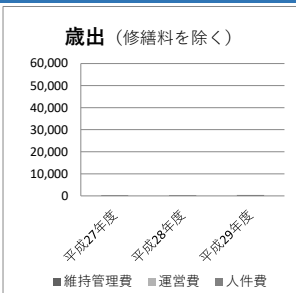 歳出（修繕料を除く）
60,000
50,000
40,000
30,000
20,000
10,000
0
平成27年度
平成28年度
平成29年度
■維持管理費 ■運営費 ■人件費